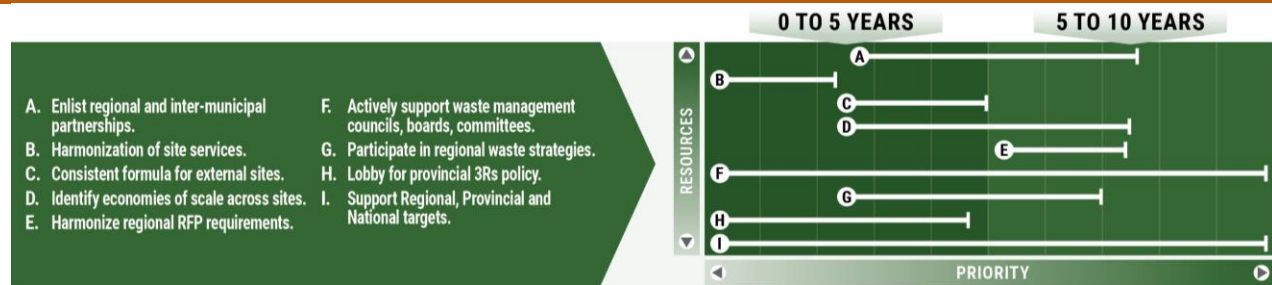 A. Enlist regional and inter-municipal
partnerships.
B. Harmonization of site services.
C. Consistent formula for external sites.
D. Identify economies of scale across sites.
E. Harmonize regional RFP requirements.
F. Actively support waste management
councils, boards, committees.
G. Participate in regional waste strategies.
H. Lobby for provincial 3Rs policy.
I. Support Regional, Provincial and
National targets.
0 TO 5 YEARS
5 TO 10 YEARS
RESOURCES
A
B
C
D
E
F
G
H
I
PRIORITY